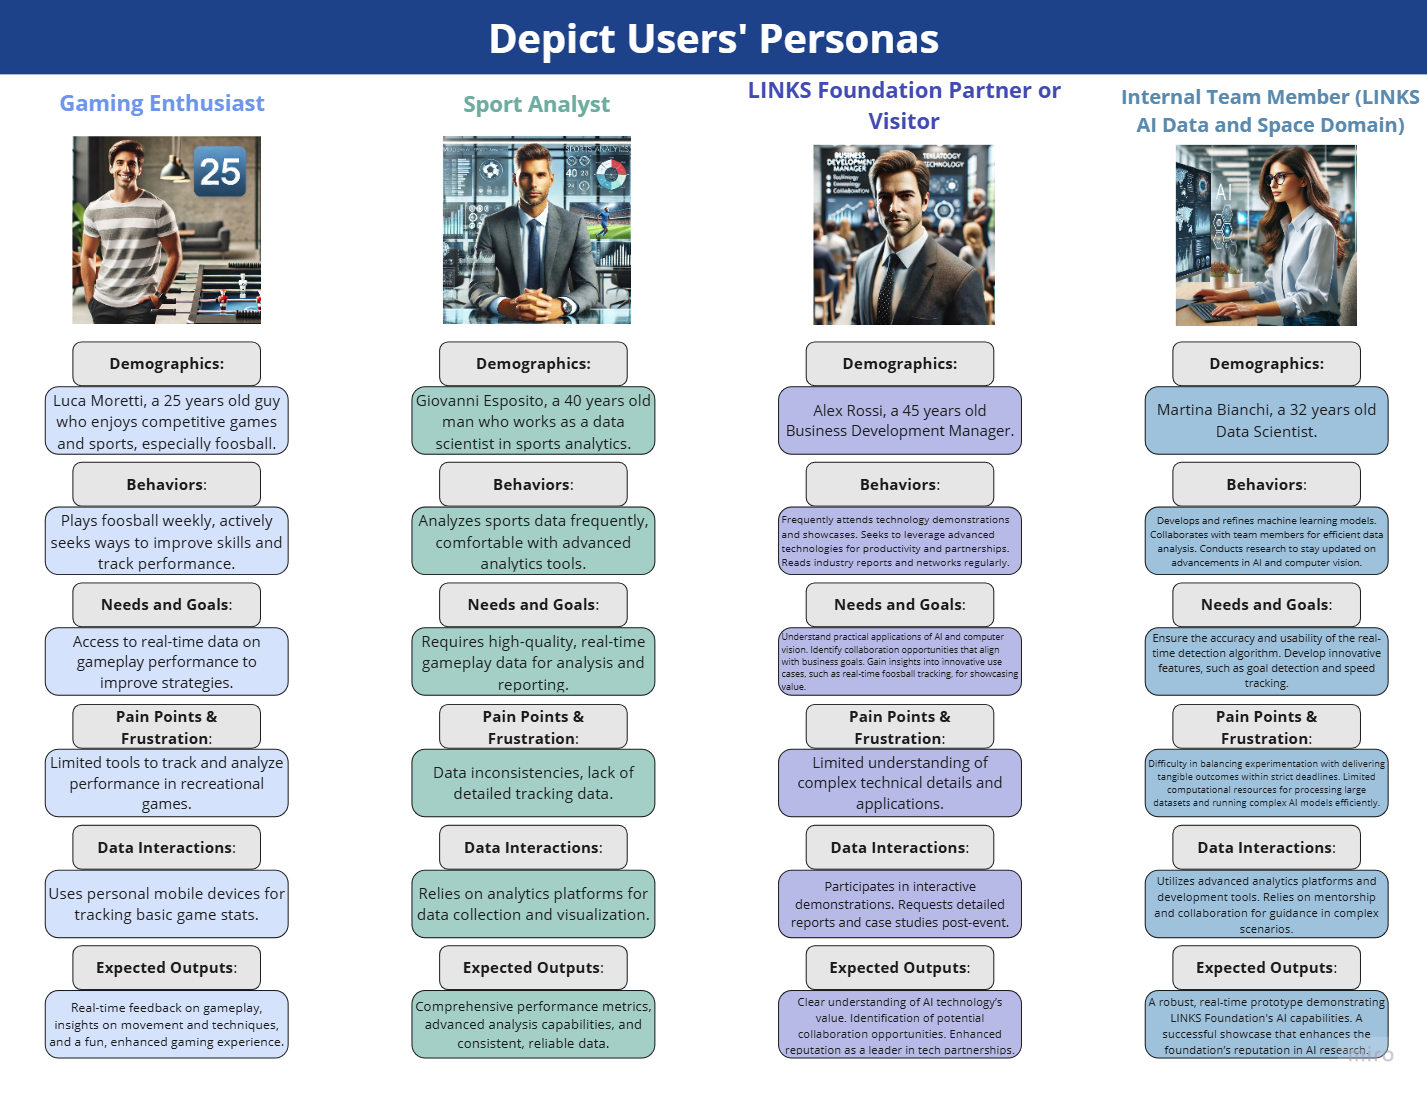 Depict Users' Personas
Gaming Enthusiast
25
Demographics:
Luca Moretti, a 25 years old guy
who enjoys competitive games
and sports, especially foosball.
Behaviors:
Plays foosball weekly, actively
seeks ways to improve skills and
track performance.
Needs and Goals:
Access to real-time data on
gameplay performance to
improve strategies.
Pain Points &
Frustration:
Limited tools to track and analyze
performance in recreational
games.
Data Interactions:
Uses personal mobile devices for
tracking basic game stats.
Expected Outputs:
Real-time feedback on gameplay,
insights on movement and techniques,
and a fun, enhanced gaming experience.
Sport Analyst
Demographics:
Giovanni Esposito, a 40 years old
man who works as a data
scientist in sports analytics.
Behaviors:
Analyzes sports data frequently,
comfortable with advanced
analytics tools.
Needs and Goals:
Requires high-quality, real-time
gameplay data for analysis and
reporting.
Pain Points &
Frustration:
Data inconsistencies, lack of
detailed tracking data.
Data Interactions:
Relies on analytics platforms for
data collection and visualization.
Expected Outputs:
Comprehensive performance metrics,
advanced analysis capabilities, and
consistent, reliable data.
LINKS Foundation Partner or
Visitor
BUSINESS
DEVELOPMENT
MANAGER
Demographics:
Alex Rossi, a 45 years old
Business Development Manager.
Behaviors:
Frequently attends technology demonstrations
and showcases. Seeks to leverage advanced
technologies for productivity and partnerships.
Reads industry reports and networks regularly.
Needs and Goals:
Understand practical applications of AI and computer
vision. Identify collaboration opportunities that align
with business goals. Gain insights into innovative use
cases, such as real-time foosball tracking, for showcasing
value.
Pain Points &
Frustration:
Limited understanding of
complex technical details and
applications.
Data Interactions:
Participates in interactive
demonstrations. Requests detailed
reports and case studies post-event.
Expected Outputs:
Clear understanding of AI technology's
value. Identification of potential
collaboration opportunities. Enhanced
reputation as a leader in tech partnerships.
Internal Team Member (LINKS
AI Data and Space Domain)
AI
Demographics:
Martina Bianchi, a 32 years old
Data Scientist.
Behaviors:
Develops and refines machine learning models.
Collaborates with team members for efficient data
analysis. Conducts research to stay updated on
advancements in AI and computer vision.
Needs and Goals:
Ensure the accuracy and usability of the real-
time detection algorithm. Develop innovative
features, such as goal detection and speed
tracking.
Pain Points &
Frustration:
Difficulty in balancing experimentation with delivering
tangible outcomes within strict deadlines. Limited
computational resources for processing large
datasets and running complex AI models efficiently.
Data Interactions:
Utilizes advanced analytics platforms and
development tools. Relies on mentorship
and collaboration for guidance in complex
scenarios.
Expected Outputs:
A robust, real-time prototype demonstrating
LINKS Foundation's AI capabilities. A
successful showcase that enhances the
foundation's reputation in AI research.
miro